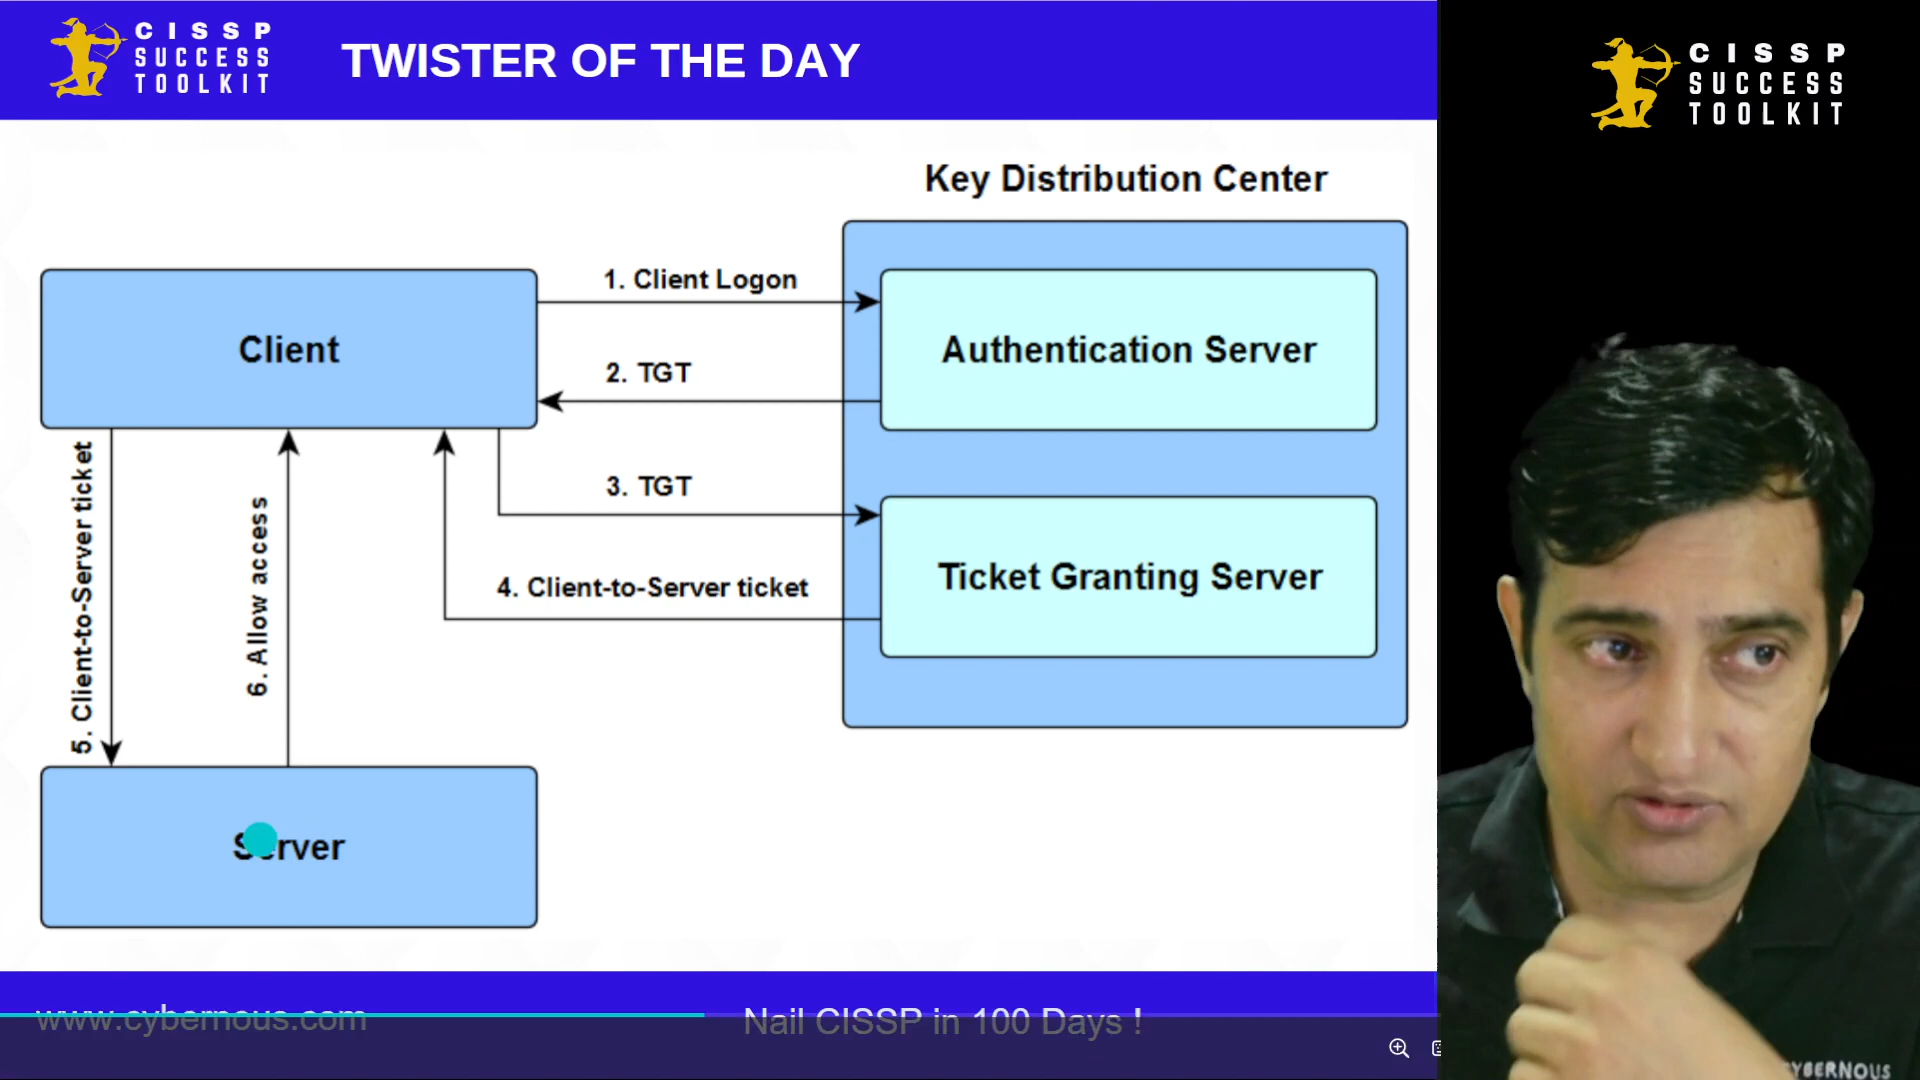 CISSP
SUCCESS
TOOLKIT
TWISTER OF THE DAY
CISSP
SUCCESS
TOOLKIT
Key Distribution Center
1. Client Logon
Client
Authentication Server
2. TGT
3. TGT
5. Client-to-Server ticket
6. Allow access
4. Client-to-Server ticket
Ticket Granting Server
Server
www.cybernous.com
Nail CISSP in 100 Days !
CYBERNOUS